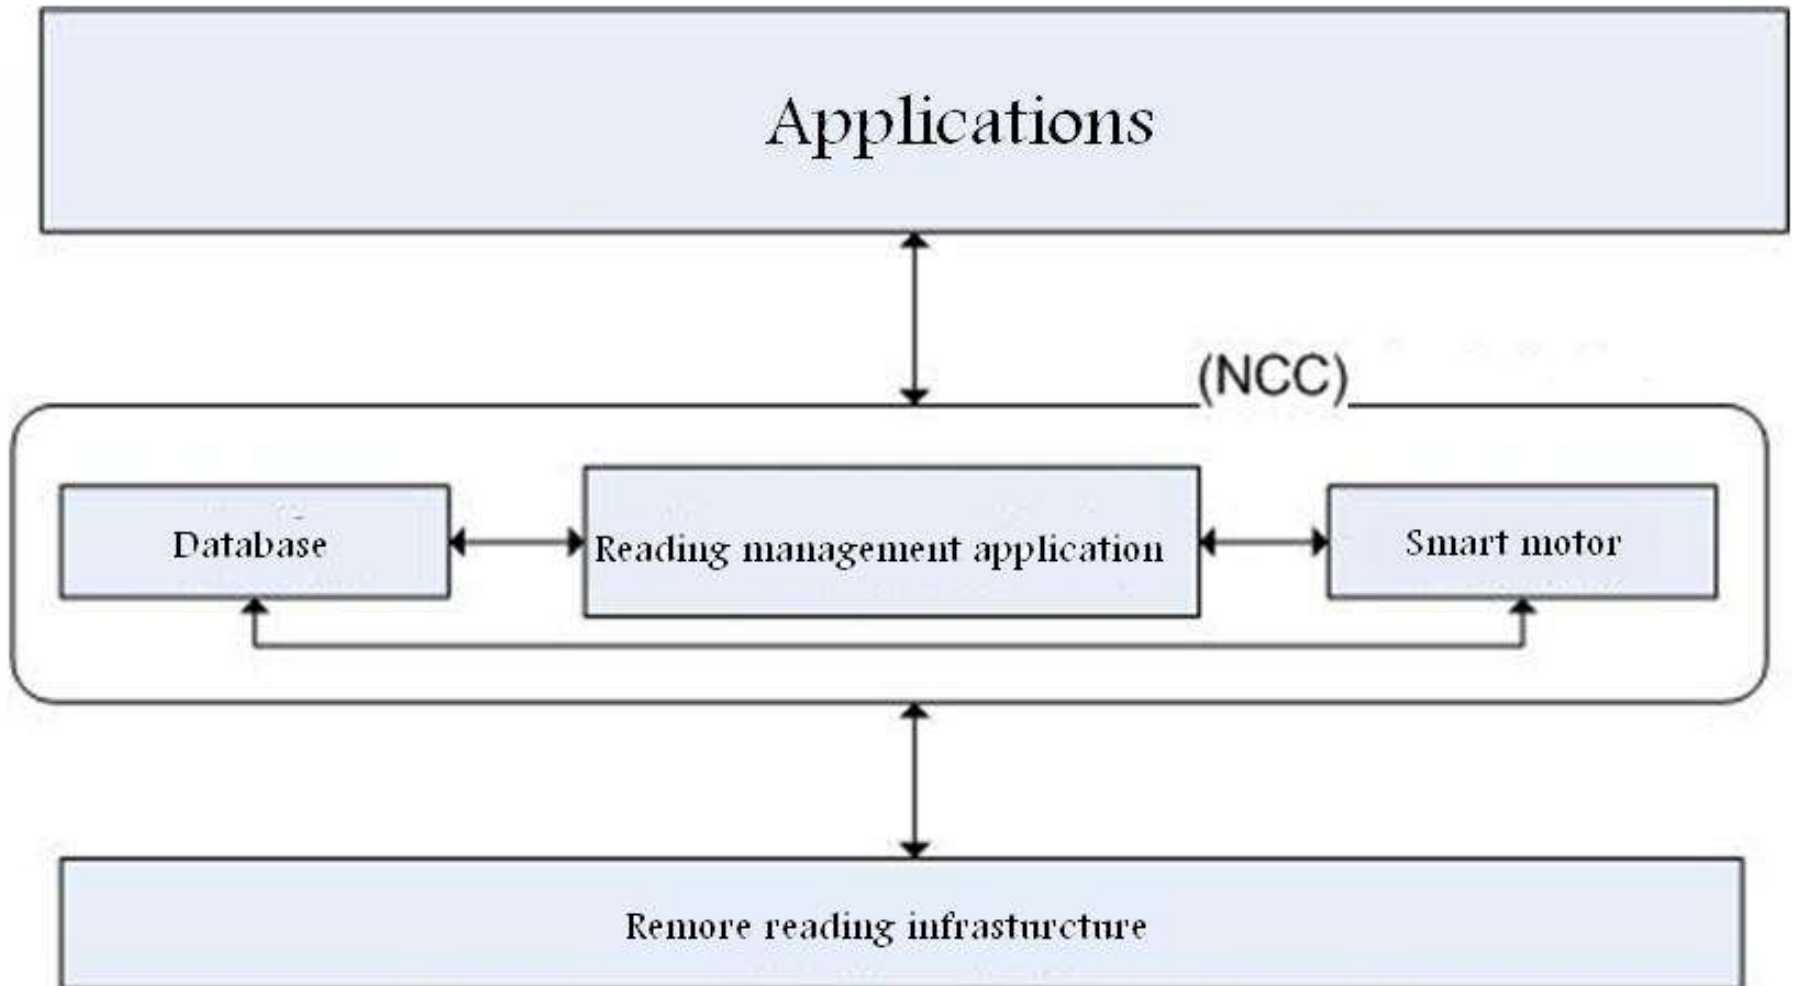 Applications
(NCC)
Database
Reading management application
Smart motor
Remore reading infrasturcture